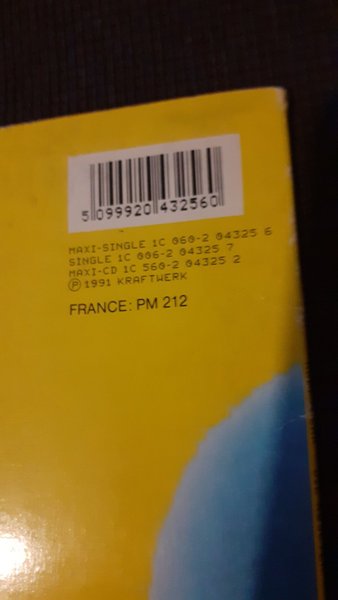 5 099920 432560
MAXI-SINGLE 1C 060-2 04325 6
SINGLE 1C 006-2 04325 7
MAXI-CD 1C 560-2 04325 2
℗ 1991 KRAFTWERK
FRANCE: PM 212